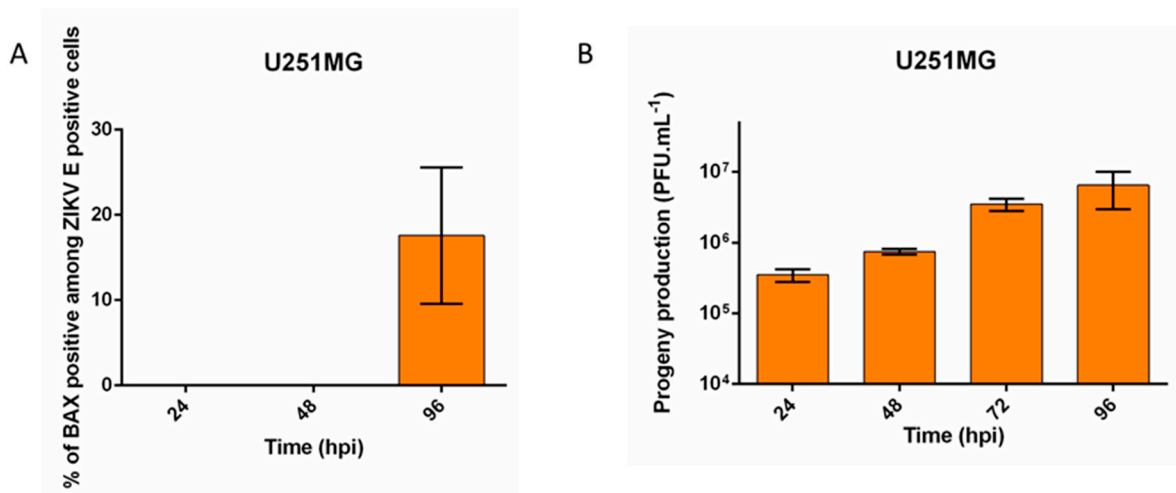 A
U251MG
% of BAX positive among ZIKV E positive cells
30
20
10
0
24
48
96
Time (hpi)
B
U251MG
Progeny production (PFU.mL⁻¹)
10⁷
10⁶
10⁵
10⁴
24
48
72
96
Time (hpi)